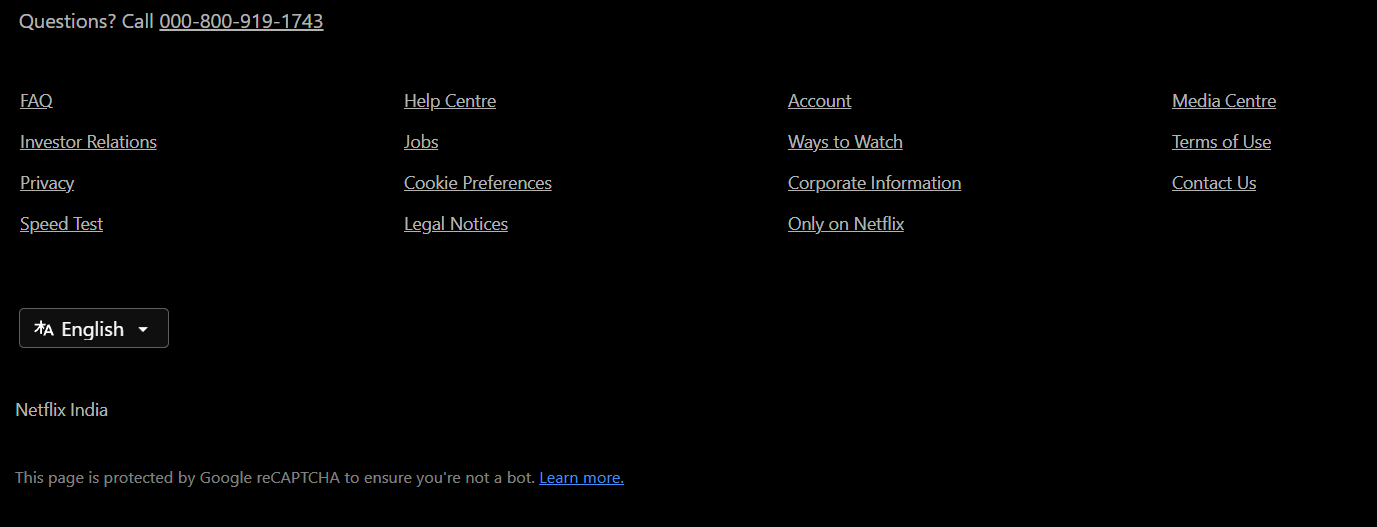 Questions? Call 000-800-919-1743
FAQ Help Centre Account Media Centre
Investor Relations Jobs Ways to Watch Terms of Use
Privacy Cookie Preferences Corporate Information Contact Us
Speed Test Legal Notices Only on Netflix
English
Netflix India
This page is protected by Google reCAPTCHA to ensure you're not a bot. Learn more.